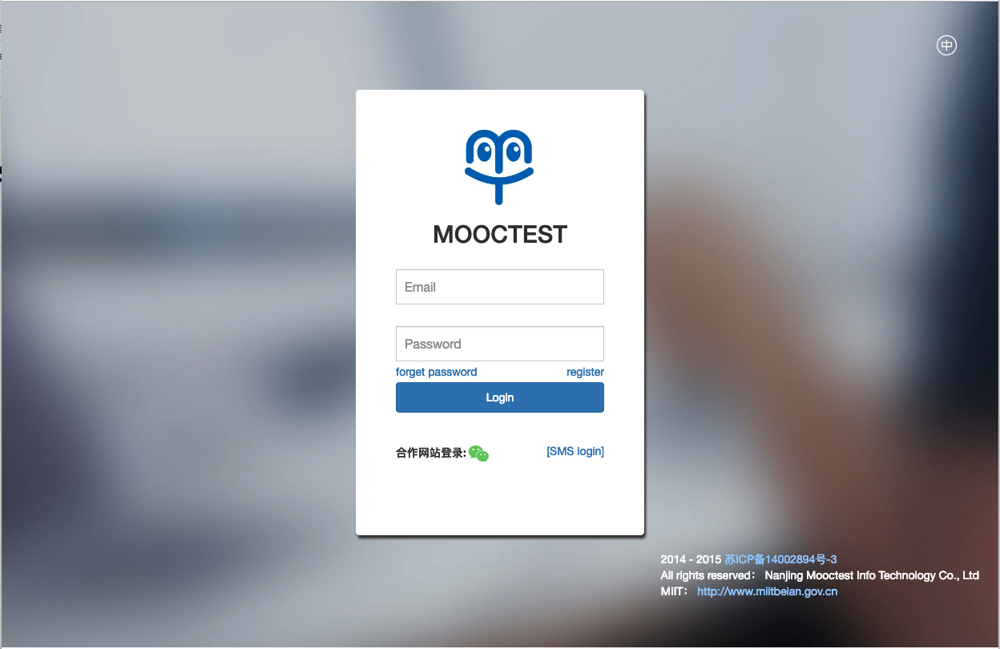 中
MOOCTEST
Email
Password
forget password register
Login
合作网站登录: [SMS login]
2014 - 2015 苏ICP备14002894号-3
All rights reserved： Nanjing Mooctest Info Technology Co., Ltd
MIIT： http://www.miitbeian.gov.cn